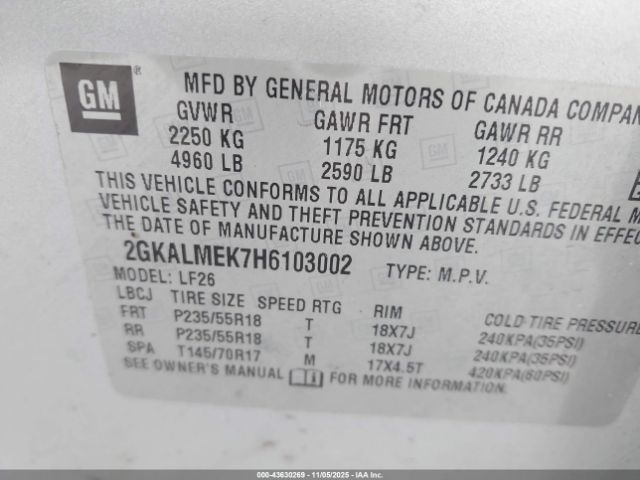 GM ®
MFD BY GENERAL MOTORS OF CANADA COMPAN
GVWR GAWR FRT GAWR RR
2250 KG 1175 KG 1240 KG
4960 LB 2590 LB 2733 LB
THIS VEHICLE CONFORMS TO ALL APPLICABLE U.S. FEDERAL M
VEHICLE SAFETY AND THEFT PREVENTION STANDARDS IN EFFEC
THE DATE OF MANUFACTURE SHOWN ABOVE.
2GKALMEK7H6103002 TYPE: M.P.V.
MODEL: LF26
LBCJ TIRE SIZE SPEED RTG RIM COLD TIRE PRESSURE
FRT P235/55R18 T 18X7J 240KPA(35PSI)
RR P235/55R18 T 18X7J 240KPA(35PSI)
SPA T145/70R17 M 17X4.5T 420KPA(60PSI)
SEE OWNER'S MANUAL FOR MORE INFORMATION.
000-43630269 - 11/05/2025 - IAAI.com